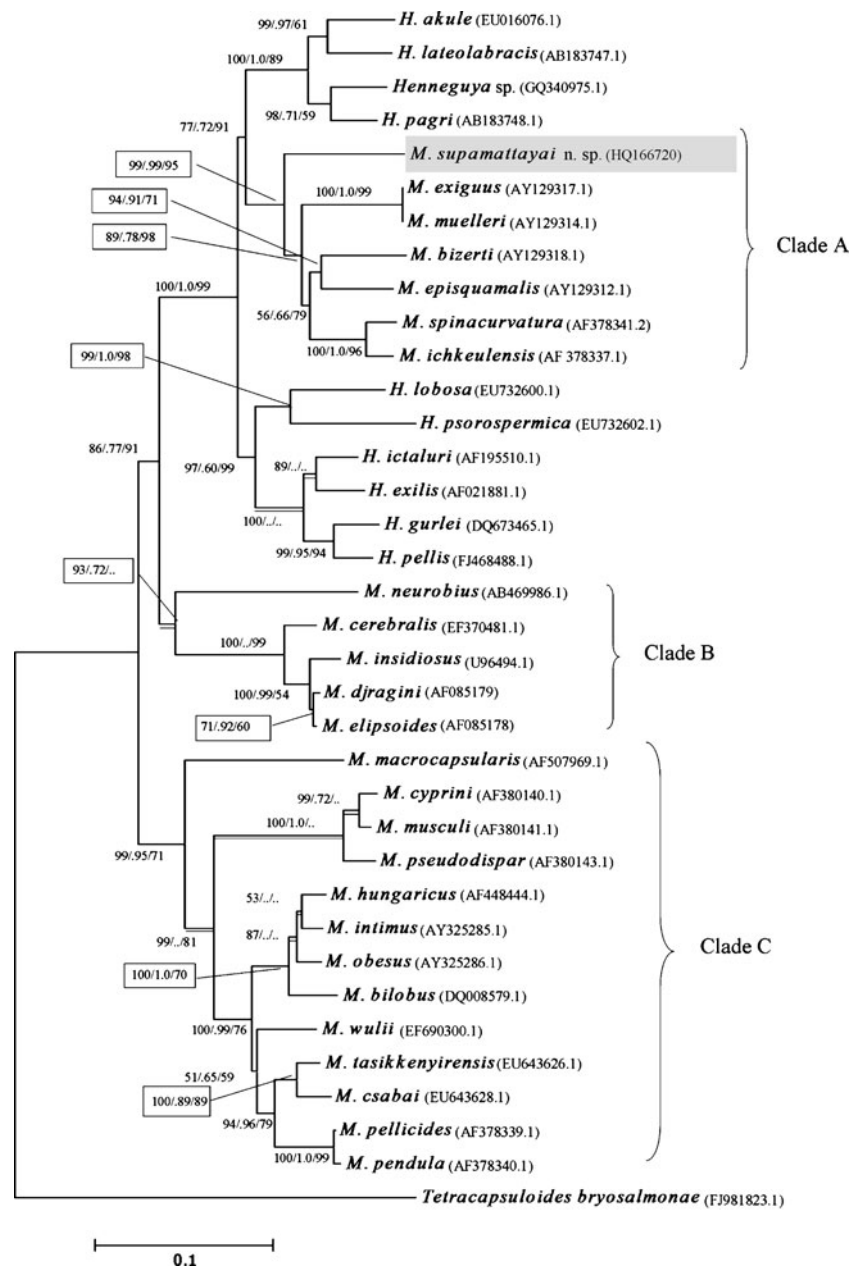 99/.97/61
H. akule (EU016076.1)
H. lateolabracis (AB183747.1)
100/1.0/89
Henneguya sp. (GQ340975.1)
98/.71/59
H. pagri (AB183748.1)
77/.72/91
M. supamattayai n. sp. (HQ166720)
99/.99/95
100/1.0/99
M. exiguus (AY129317.1)
94/.91/71
M. muelleri (AY129314.1)
89/.78/98
M. bizerti (AY129318.1)
Clade A
100/1.0/99
M. episquamalis (AY129312.1)
56/.66/79
M. spinacurvatura (AF378341.2)
100/1.0/96
M. ichkeulensis (AF 378337.1)
99/1.0/98
H. lobosa (EU732600.1)
H. psorospermica (EU732602.1)
86/.77/91
97/.60/99
89/../..
H. ictaluri (AF195510.1)
H. exilis (AF021881.1)
100/../..
H. gurlei (DQ673465.1)
99/.95/94
H. pellis (FJ468488.1)
93/.72/..
M. neurobius (AB469986.1)
M. cerebralis (EF370481.1)
100/../99
M. insidiosus (U96494.1)
Clade B
100/.99/54
M. djragini (AF085179)
71/.92/60
M. elipsoides (AF085178)
M. macrocapsularis (AF507969.1)
99/.72/..
M. cyprini (AF380140.1)
100/1.0/..
M. musculi (AF380141.1)
99/.95/71
M. pseudodispar (AF380143.1)
53/../..
M. hungaricus (AF448444.1)
M. intimus (AY325285.1)
87/../..
99/../81
Clade C
M. obesus (AY325286.1)
100/1.0/70
M. bilobus (DQ008579.1)
100/.99/76
M. wulii (EF690300.1)
M. tasikkenyirensis (EU643626.1)
51/.65/59
M. csabai (EU643628.1)
100/.89/89
94/.96/79
M. pellicides (AF378339.1)
100/1.0/99
M. pendula (AF378340.1)
Tetracapsuloides bryosalmonae (FJ981823.1)
0.1